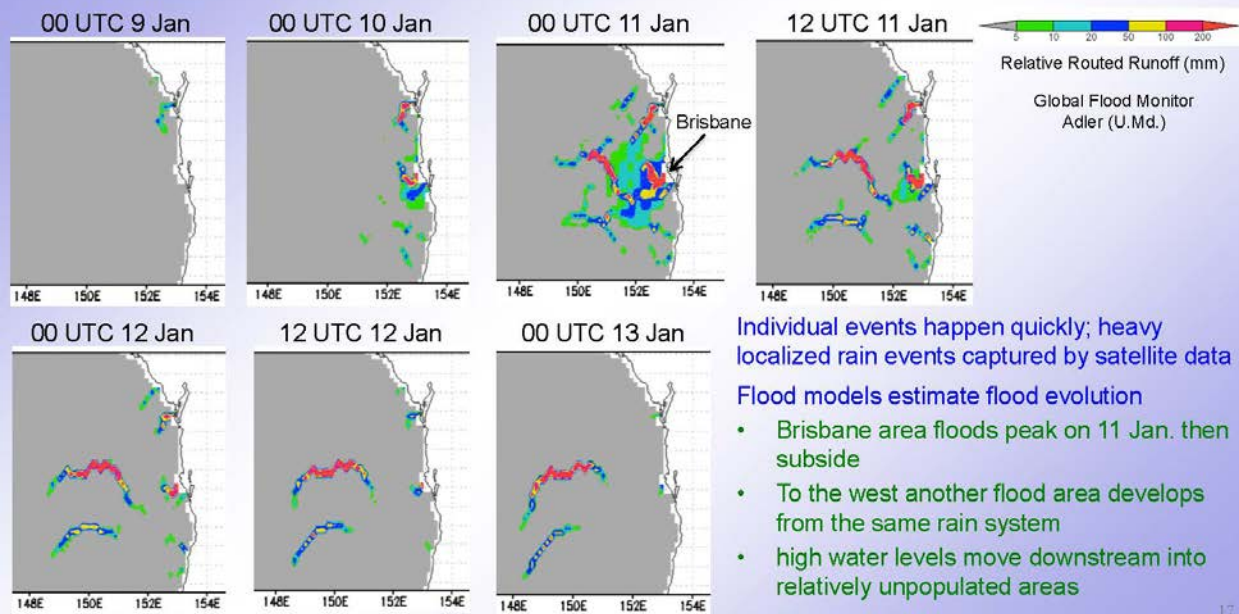 00 UTC 9 Jan
00 UTC 10 Jan
00 UTC 11 Jan
12 UTC 11 Jan
5 10 20 50 100 200
Relative Routed Runoff (mm)
Global Flood Monitor
Adler (U.Md.)
Brisbane
148E 150E 152E 154E
148E 150E 152E 154E
148E 150E 152E 154E
148E 150E 152E 154E
00 UTC 12 Jan
12 UTC 12 Jan
00 UTC 13 Jan
148E 150E 152E 154E
148E 150E 152E 154E
148E 150E 152E 154E
Individual events happen quickly; heavy
localized rain events captured by satellite data
Flood models estimate flood evolution
• Brisbane area floods peak on 11 Jan. then
subside
• To the west another flood area develops
from the same rain system
• high water levels move downstream into
relatively unpopulated areas
17